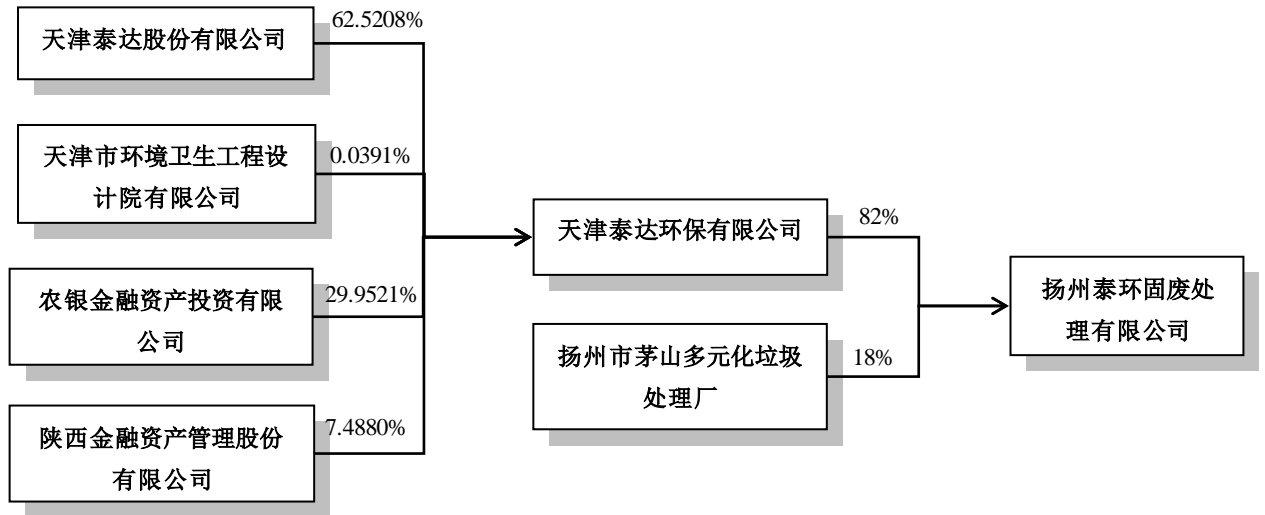 天津泰达股份有限公司
62.5208%
天津市环境卫生工程设
计院有限公司
0.0391%
农银金融资产投资有限
公司
29.9521%
陕西金融资产管理股份
有限公司
7.4880%
天津泰达环保有限公司
82%
扬州市茅山多元化垃圾
处理厂
18%
扬州泰环固废处
理有限公司